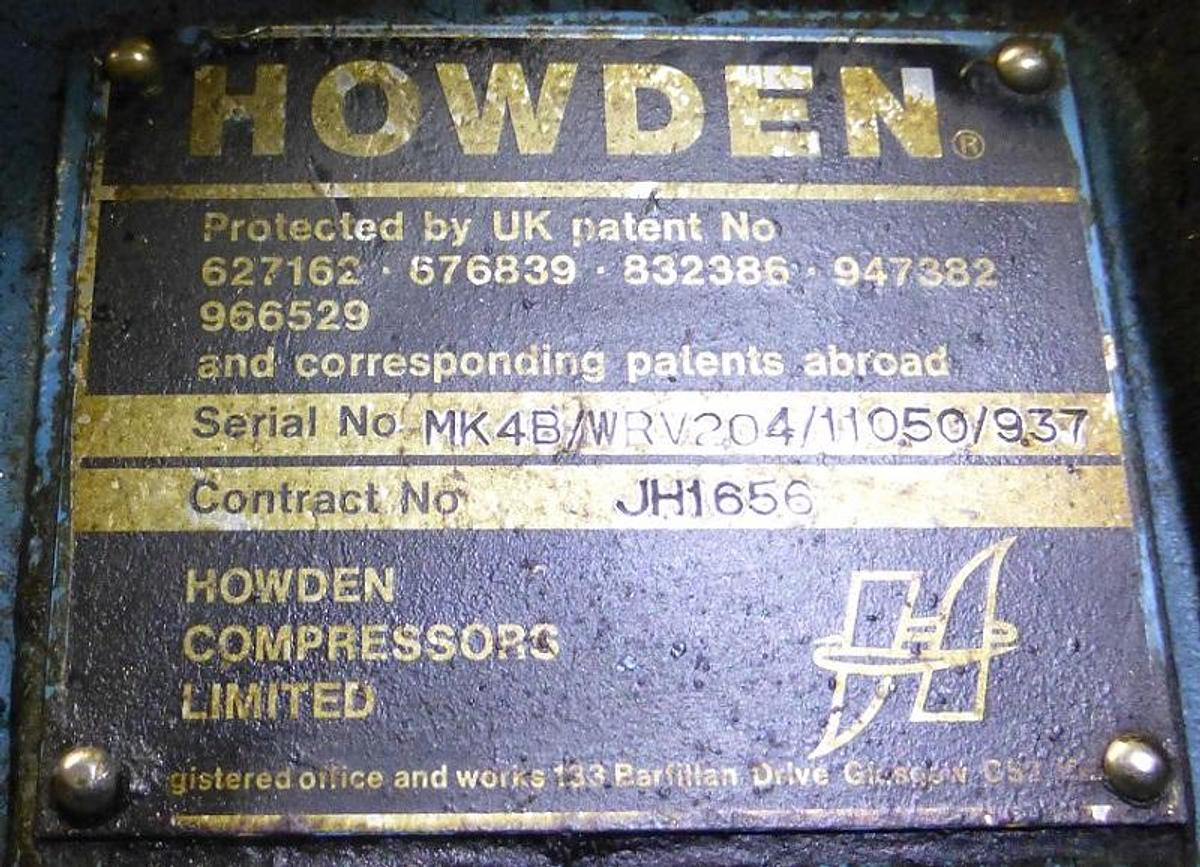 HOWDEN®
Protected by UK patent No
627162 · 676839 · 832386 · 947382
966529
and corresponding patents abroad
Serial No MK4B/WRV204/11050/937
Contract No JH1656
HOWDEN
COMPRESSORS
LIMITED
gistered office and works 133 Barfillan Drive Glasgow